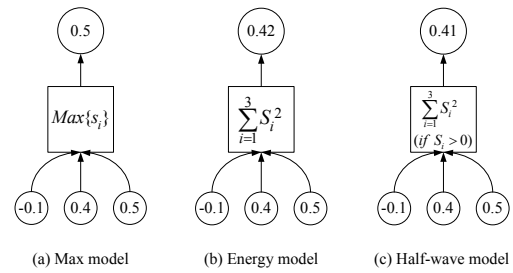 0.5 0.42 0.41
Max{s_i} \sum_{i=1}^{3} S_i^2 \sum_{i=1}^{3} S_i^2
(if S_i > 0)
-0.1 0.4 0.5 -0.1 0.4 0.5 -0.1 0.4 0.5
(a) Max model (b) Energy model (c) Half-wave model